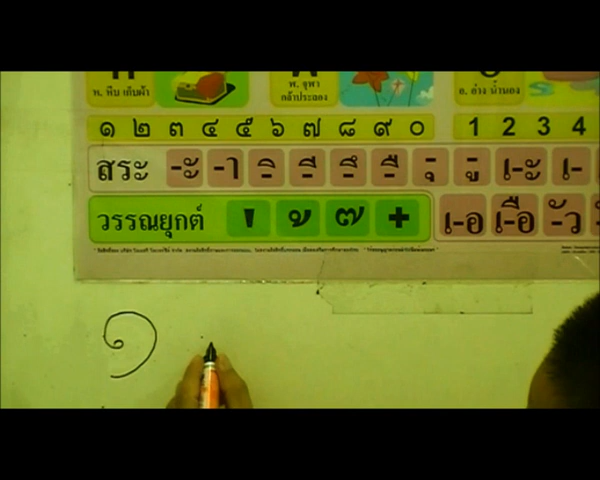 ห. หีบ เก็บผ้า
ฬ. จุฬา
กล้าประลอง
อ. อ่าง น้ำนอง
๑ ๒ ๓ ๔ ๕ ๖ ๗ ๘ ๙ ๐ 1 2 3 4
สระ -ะ -า -ิ -ี -ึ -ื -ุ -ู เ-ะ เ-
วรรณยุกต์ -่ -้ -๊ -๋ เ-อ เ-ือ -ัว
๑